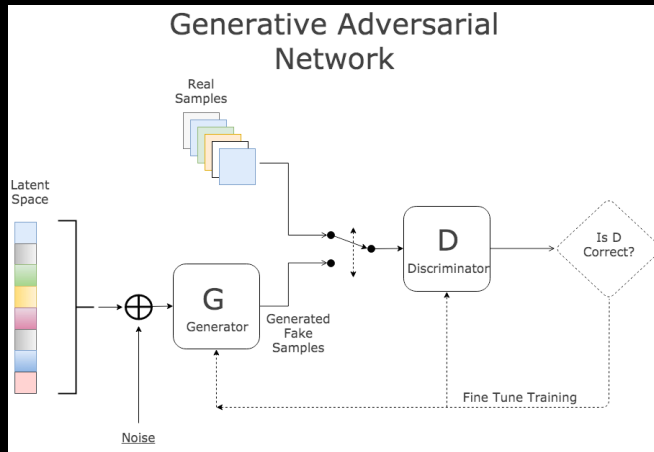 Generative Adversarial
Network
Real
Samples
Latent
Space
G
Generator
Generated
Fake
Samples
D
Discriminator
Is D
Correct?
Fine Tune Training
Noise